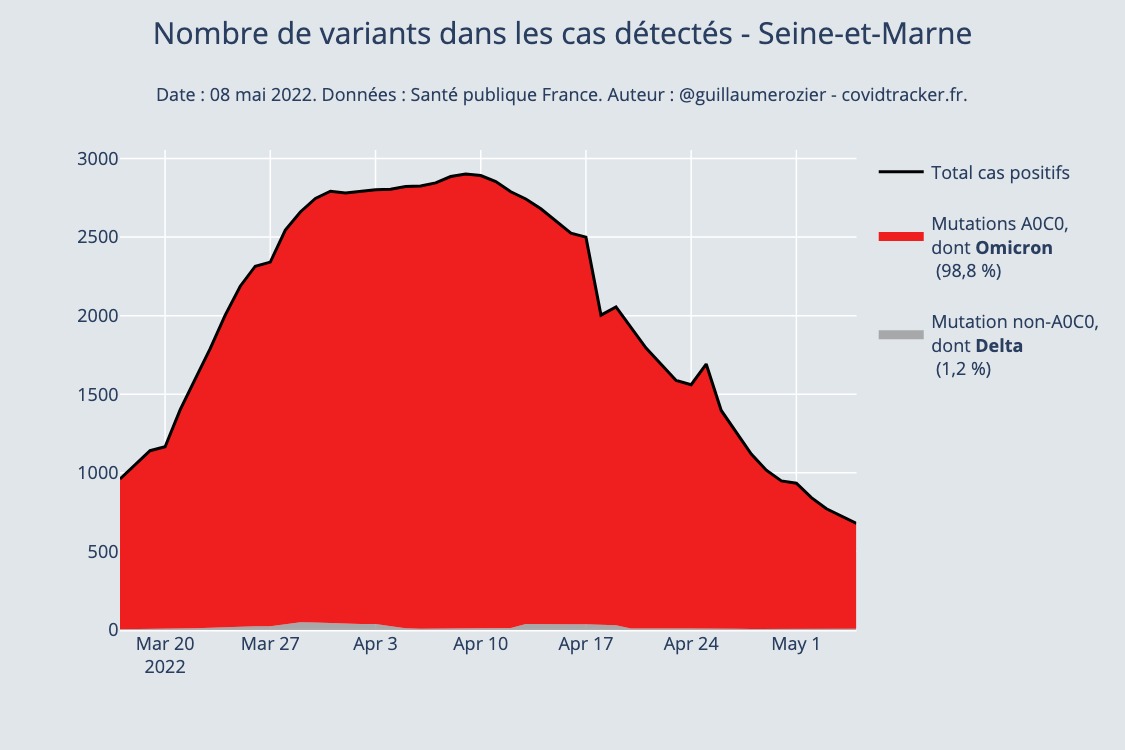 Nombre de variants dans les cas détectés - Seine-et-Marne
Date : 08 mai 2022. Données : Santé publique France. Auteur : @guillaumerozier - covidtracker.fr.
3000
2500
2000
1500
1000
500
0
Mar 20
2022
Mar 27
Apr 3
Apr 10
Apr 17
Apr 24
May 1
Total cas positifs
Mutations A0C0,
dont Omicron
(98,8 %)
Mutation non-A0C0,
dont Delta
(1,2 %)